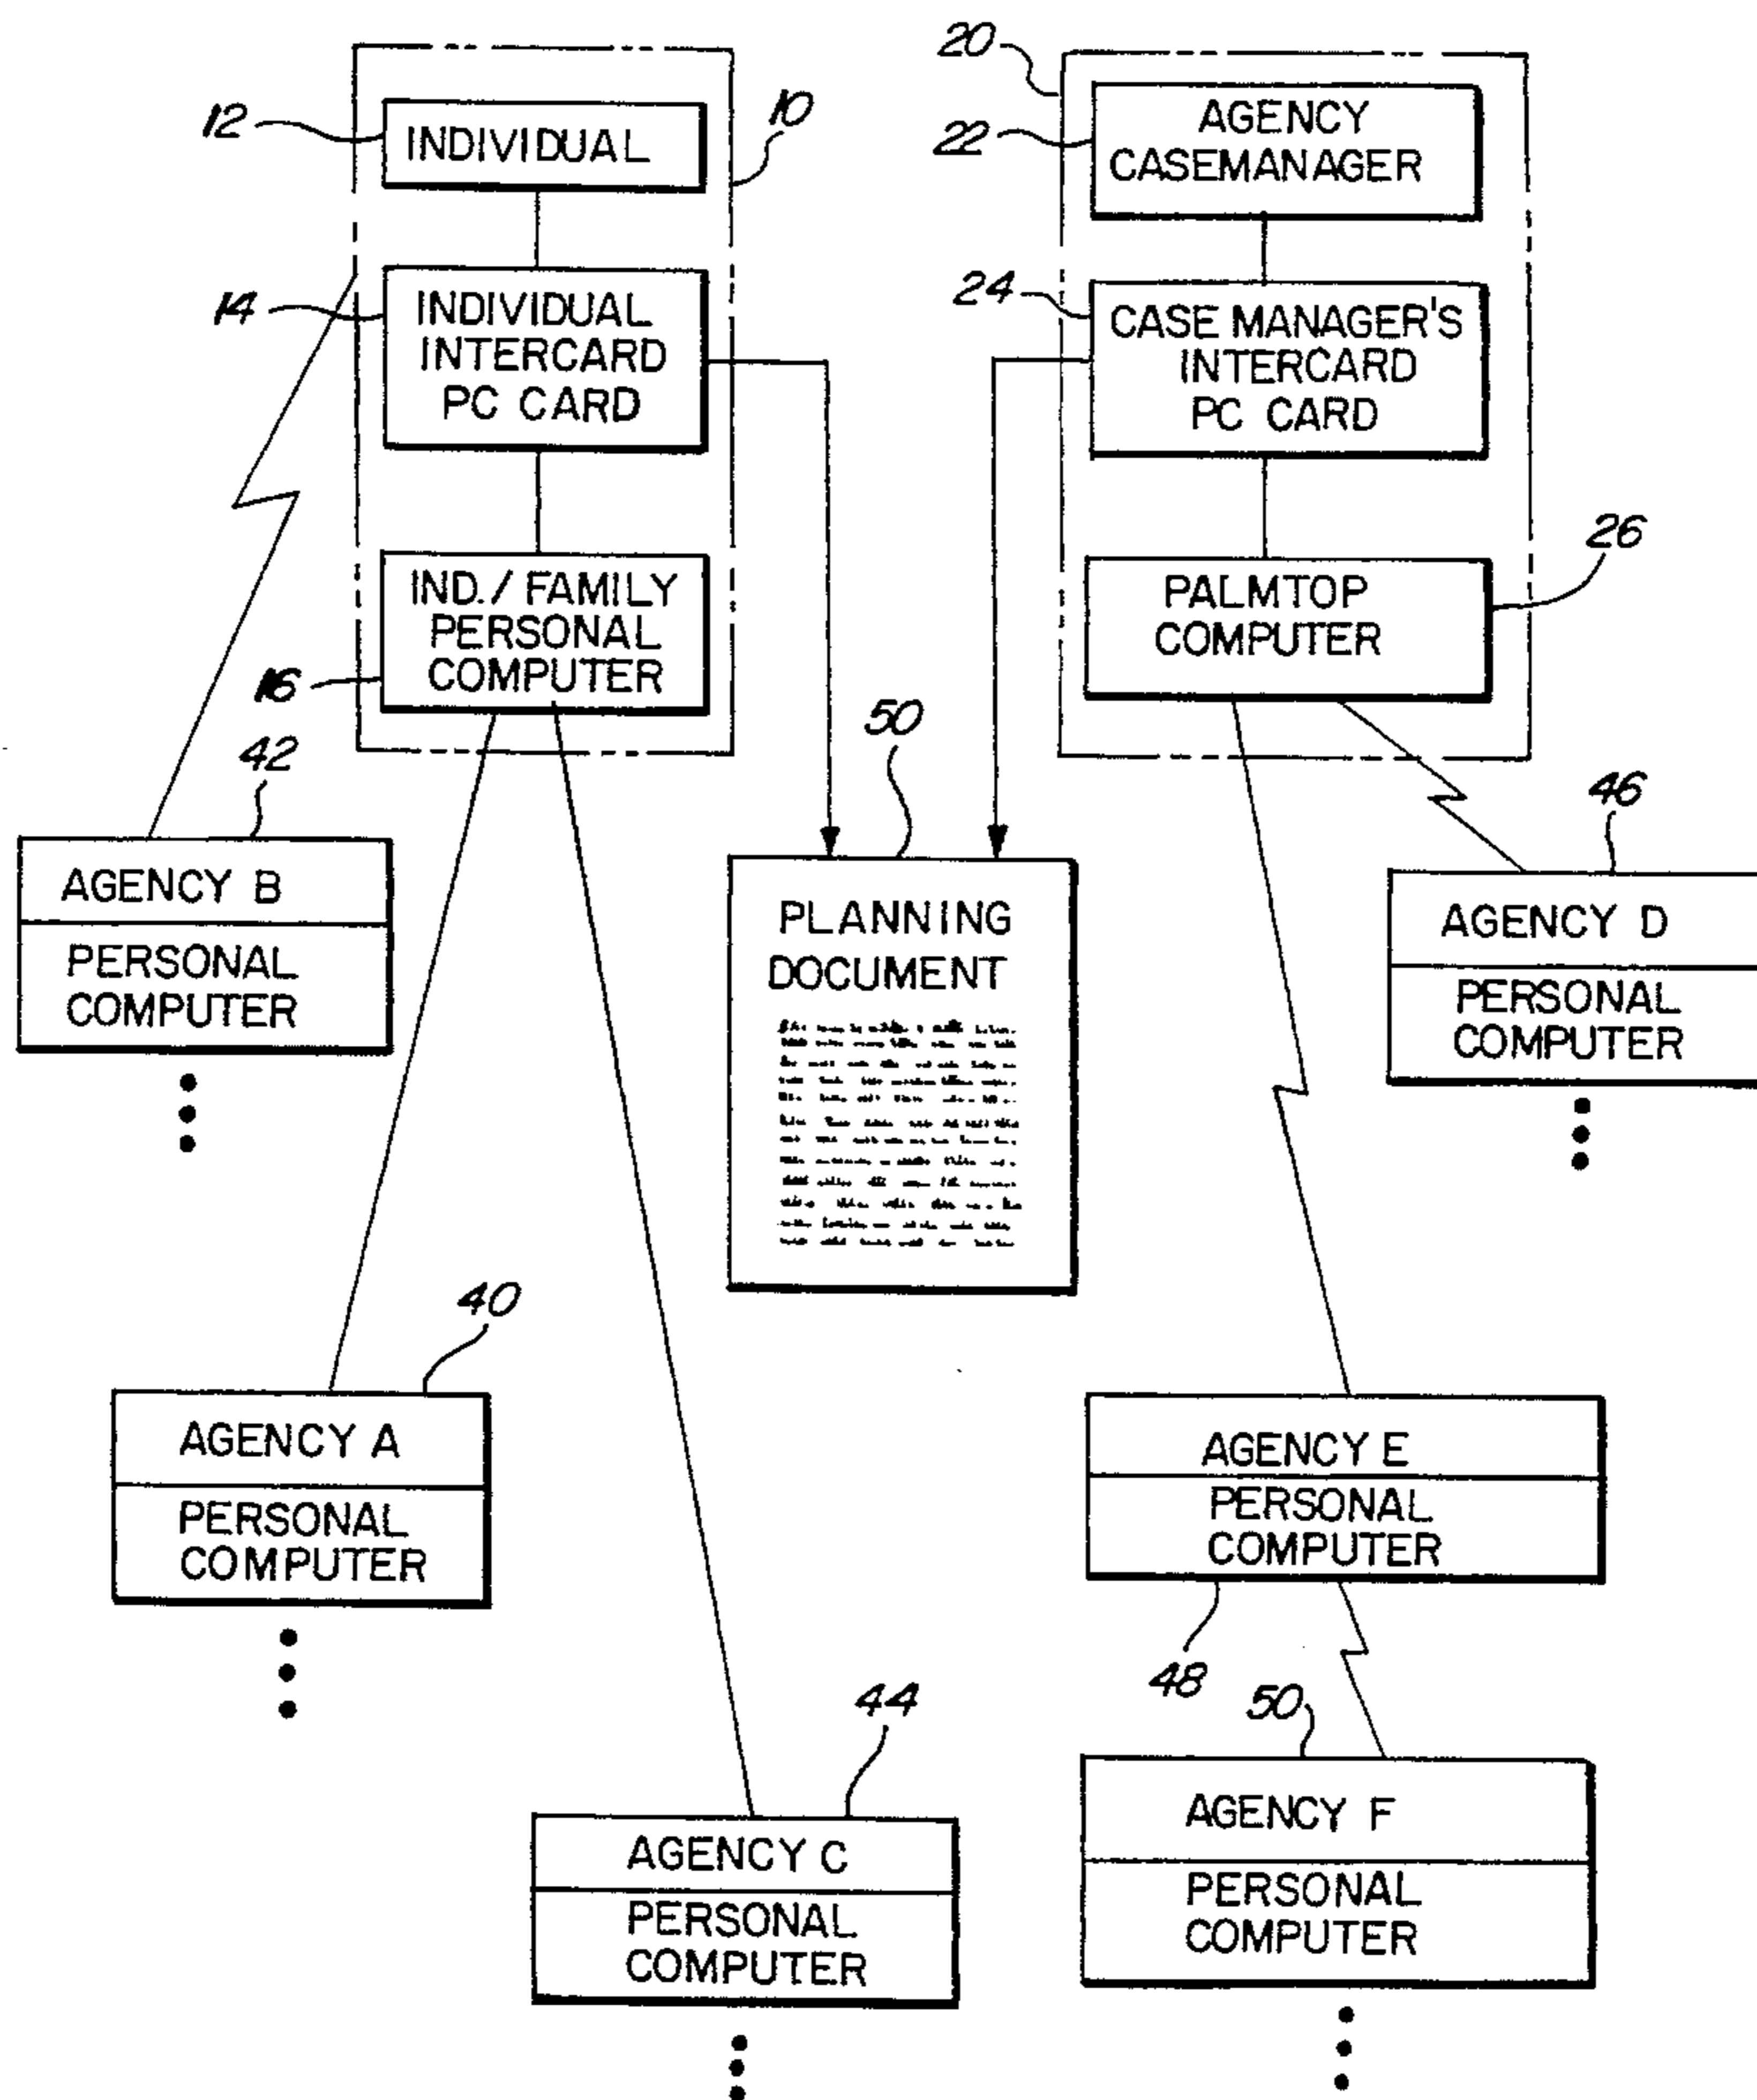 10
12
INDIVIDUAL
14
INDIVIDUAL
INTERCARD
PC CARD
16
IND. / FAMILY
PERSONAL
COMPUTER
20
22
AGENCY
CASEMANAGER
24
CASE MANAGER'S
INTERCARD
PC CARD
26
PALMTOP
COMPUTER
42
AGENCY B
PERSONAL
COMPUTER
50
PLANNING
DOCUMENT
46
AGENCY D
PERSONAL
COMPUTER
40
AGENCY A
PERSONAL
COMPUTER
AGENCY E
PERSONAL
COMPUTER
48
44
AGENCY C
PERSONAL
COMPUTER
50
AGENCY F
PERSONAL
COMPUTER